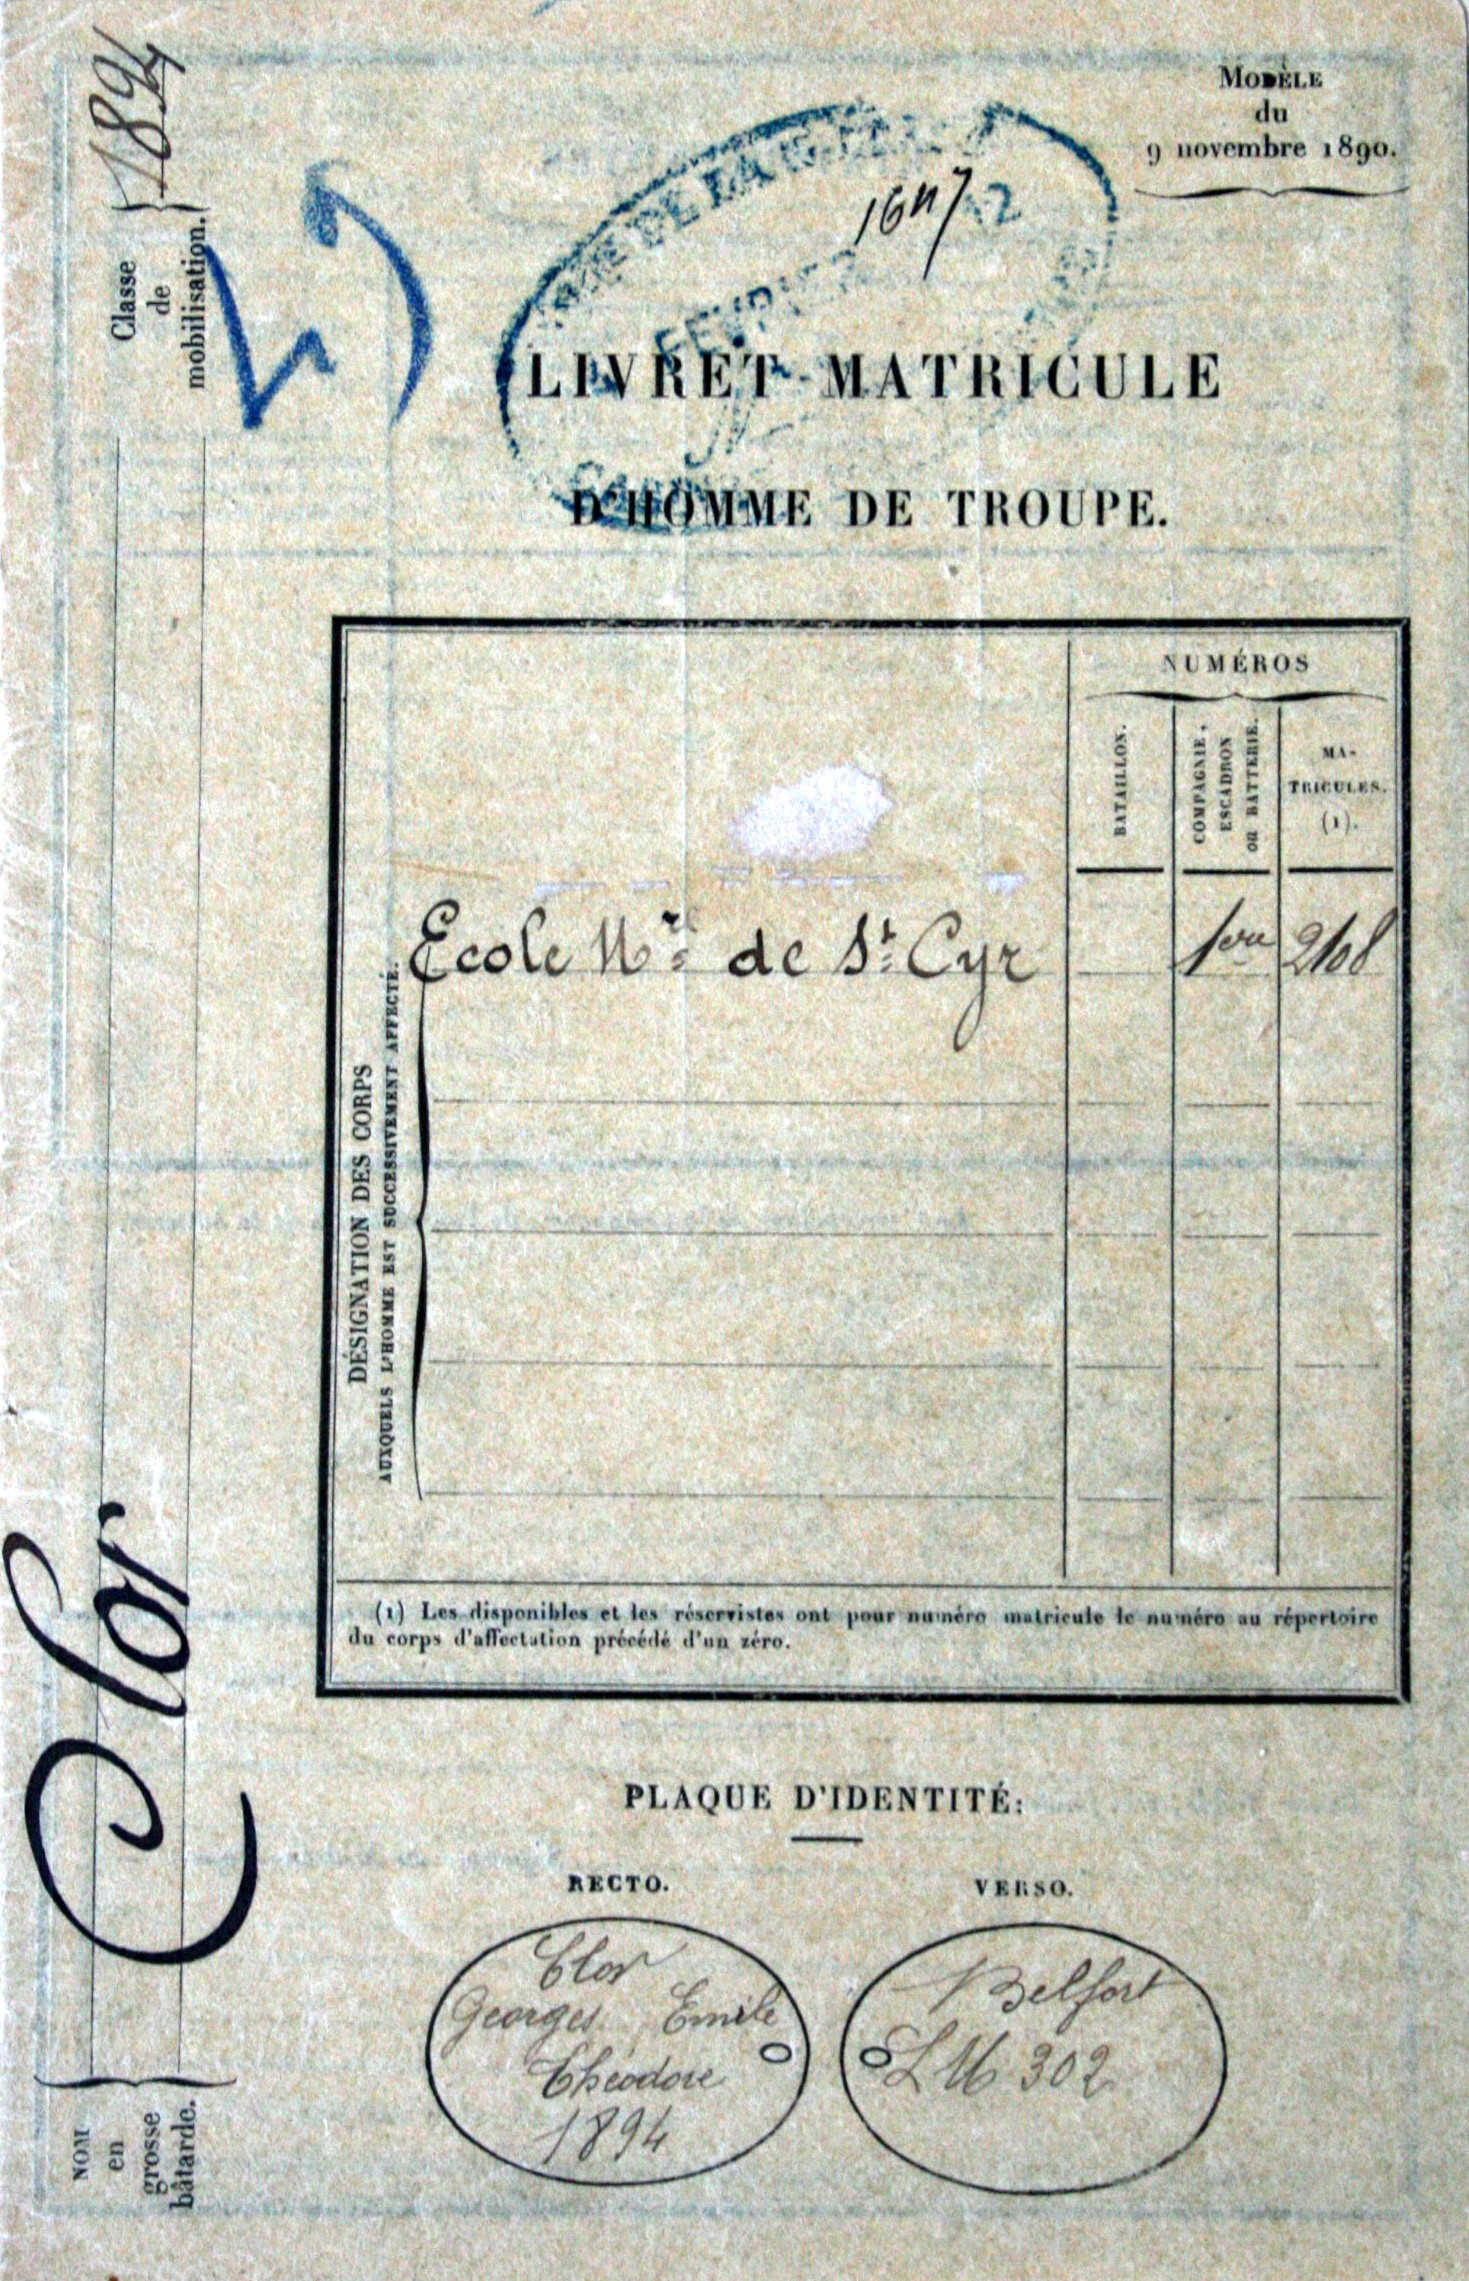 MODÈLE
du
9 novembre 1890.
Classe
de
mobilisation.
1894
LIVRET MATRICULE
D'HOMME DE TROUPE.
NUMÉROS
BATAILLON.
COMPAGNIE,
ESCADRON
OU BATTERIE.
MA-
TRICULES.
(1).
DÉSIGNATION DES CORPS
AUXQUELS L'HOMME EST SUCCESSIVEMENT AFFECTÉ.
Ecole Mre de St Cyr 2108
(1) Les disponibles et les réservistes ont pour numéro matricule le numéro au répertoire
du corps d'affectation précédé d'un zéro.
NOM
en
grosse
bâtarde.
Clor
PLAQUE D'IDENTITÉ:
RECTO.
Clor
Georges Emile
Théodore
1894
VERSO.
Belfort
LM 302